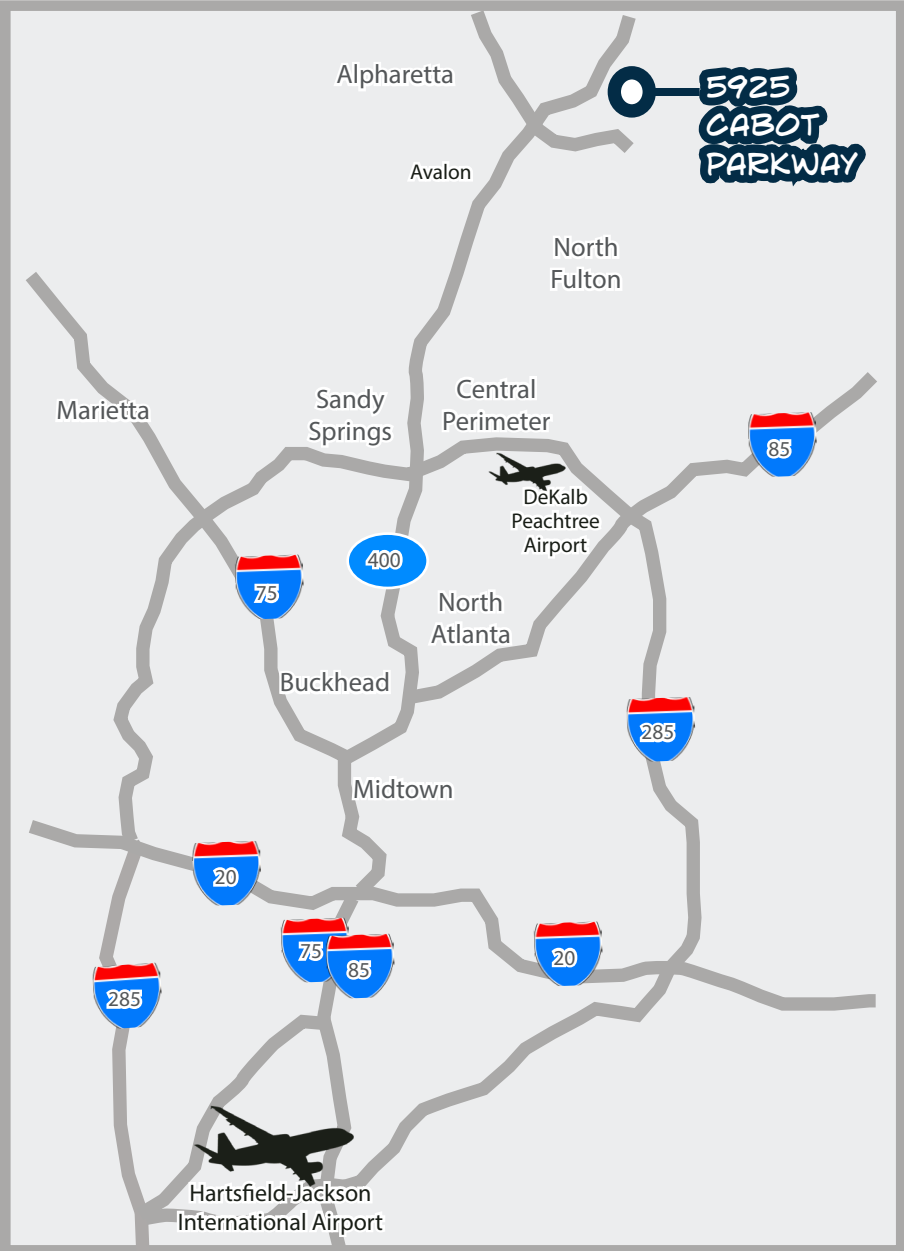 Alpharetta
5925
CABOT
PARKWAY
Avalon
North
Fulton
Marietta
Sandy
Springs
Central
Perimeter
85
DeKalb
Peachtree
Airport
400
75
North
Atlanta
Buckhead
285
Midtown
20
75
85
20
285
Hartsfield-Jackson
International Airport